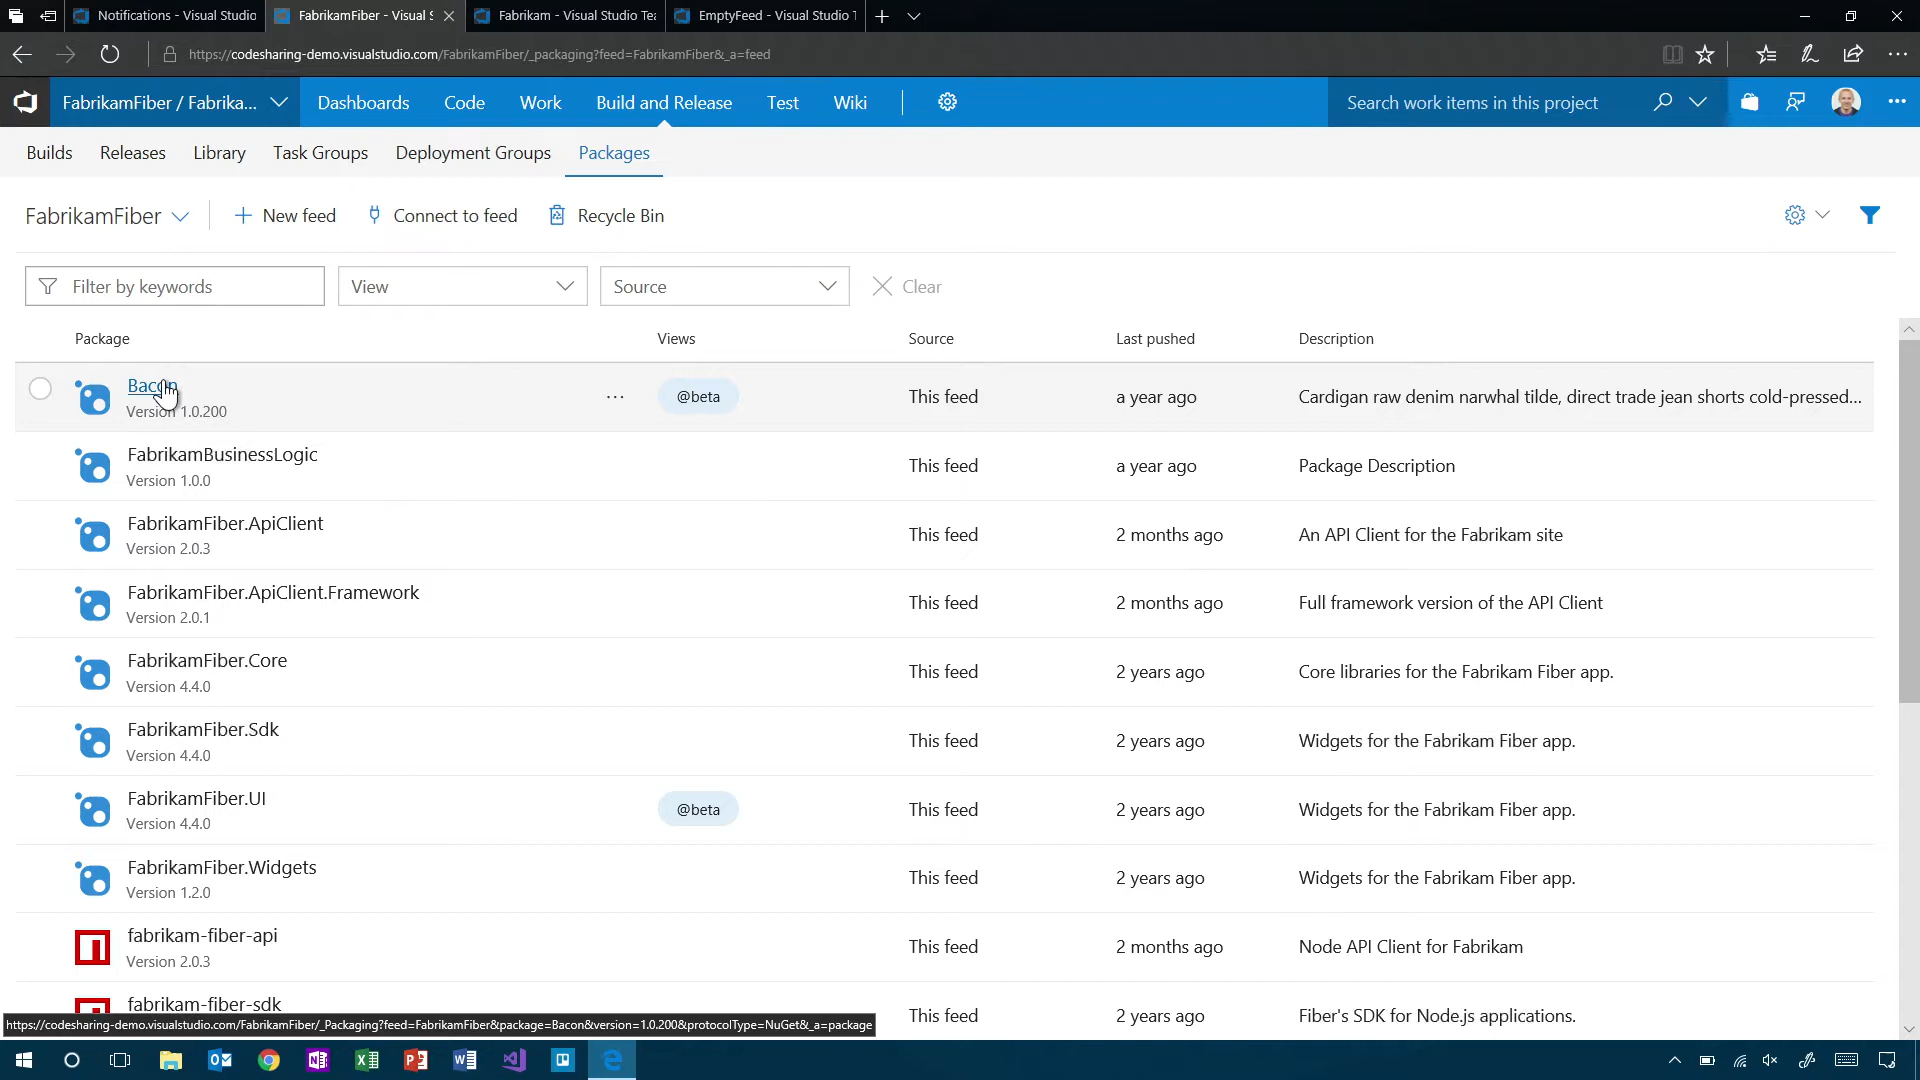 Notifications - Visual Studio
FabrikamFiber - Visual S
Fabrikam - Visual Studio Tea
EmptyFeed - Visual Studio T
https://codesharing-demo.visualstudio.com/FabrikamFiber/_packaging?feed=FabrikamFiber&_a=feed
FabrikamFiber / Fabrika...
Dashboards
Code
Work
Build and Release
Test
Wiki
Search work items in this project
Builds
Releases
Library
Task Groups
Deployment Groups
Packages
FabrikamFiber
New feed
Connect to feed
Recycle Bin
Filter by keywords
View
Source
Clear
Package Views Source Last pushed Description
Bacon
Version 1.0.200
@beta This feed a year ago Cardigan raw denim narwhal tilde, direct trade jean shorts cold-pressed...
FabrikamBusinessLogic
Version 1.0.0
This feed a year ago Package Description
FabrikamFiber.ApiClient
Version 2.0.3
This feed 2 months ago An API Client for the Fabrikam site
FabrikamFiber.ApiClient.Framework
Version 2.0.1
This feed 2 months ago Full framework version of the API Client
FabrikamFiber.Core
Version 4.4.0
This feed 2 years ago Core libraries for the Fabrikam Fiber app.
FabrikamFiber.Sdk
Version 4.4.0
This feed 2 years ago Widgets for the Fabrikam Fiber app.
FabrikamFiber.UI
Version 4.4.0
@beta This feed 2 years ago Widgets for the Fabrikam Fiber app.
FabrikamFiber.Widgets
Version 1.2.0
This feed 2 years ago Widgets for the Fabrikam Fiber app.
fabrikam-fiber-api
Version 2.0.3
This feed 2 months ago Node API Client for Fabrikam
fabrikam-fiber-sdk
This feed 2 years ago Fiber's SDK for Node.js applications.
https://codesharing-demo.visualstudio.com/FabrikamFiber/_Packaging?feed=FabrikamFiber&package=Bacon&version=1.0.200&protocolType=NuGet&_a=package